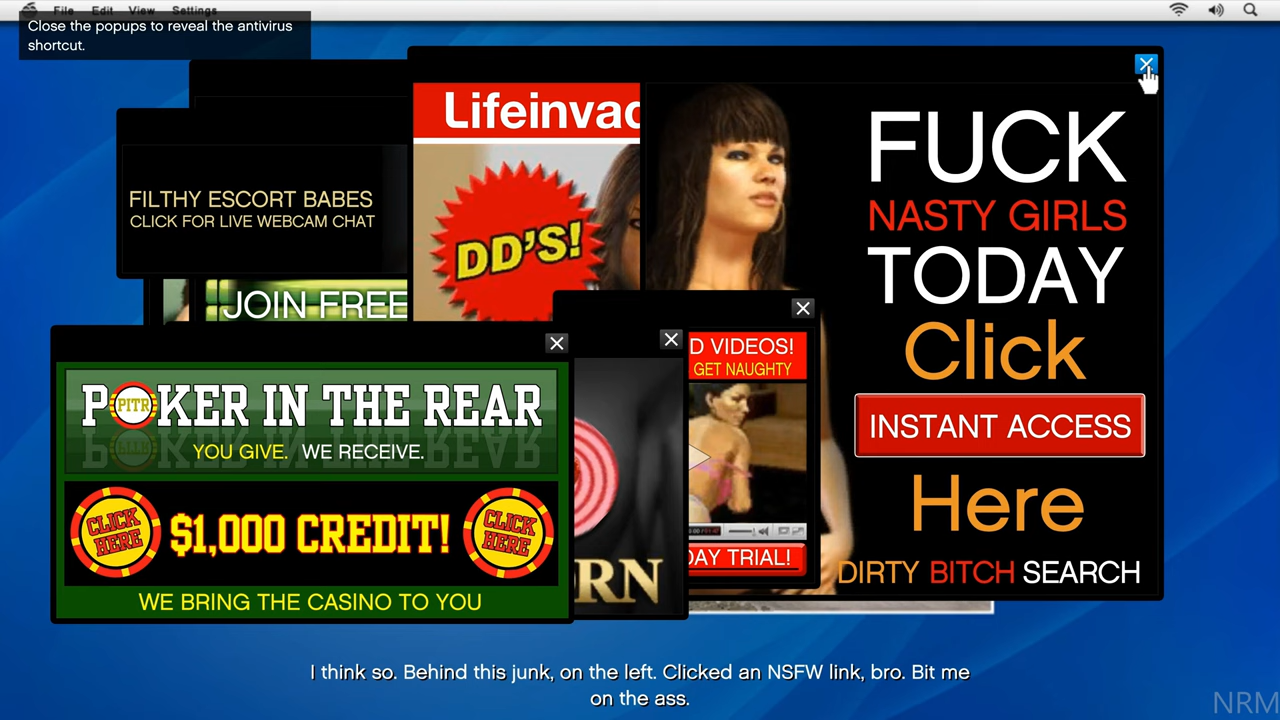 File Edit View Settings
Close the popups to reveal the antivirus
shortcut.
Lifeinvad
FUCK
NASTY GIRLS
TODAY
Click
INSTANT ACCESS
Here
DIRTY BITCH SEARCH
FILTHY ESCORT BABES
CLICK FOR LIVE WEBCAM CHAT
DD'S!
JOIN FREE
D VIDEOS!
GET NAUGHTY
DAY TRIAL!
RN
POKER IN THE REAR
PITR
YOU GIVE. WE RECEIVE.
CLICK
HERE
$1,000 CREDIT!
CLICK
HERE
WE BRING THE CASINO TO YOU
I think so. Behind this junk, on the left. Clicked an NSFW link, bro. Bit me
on the ass.
NRM